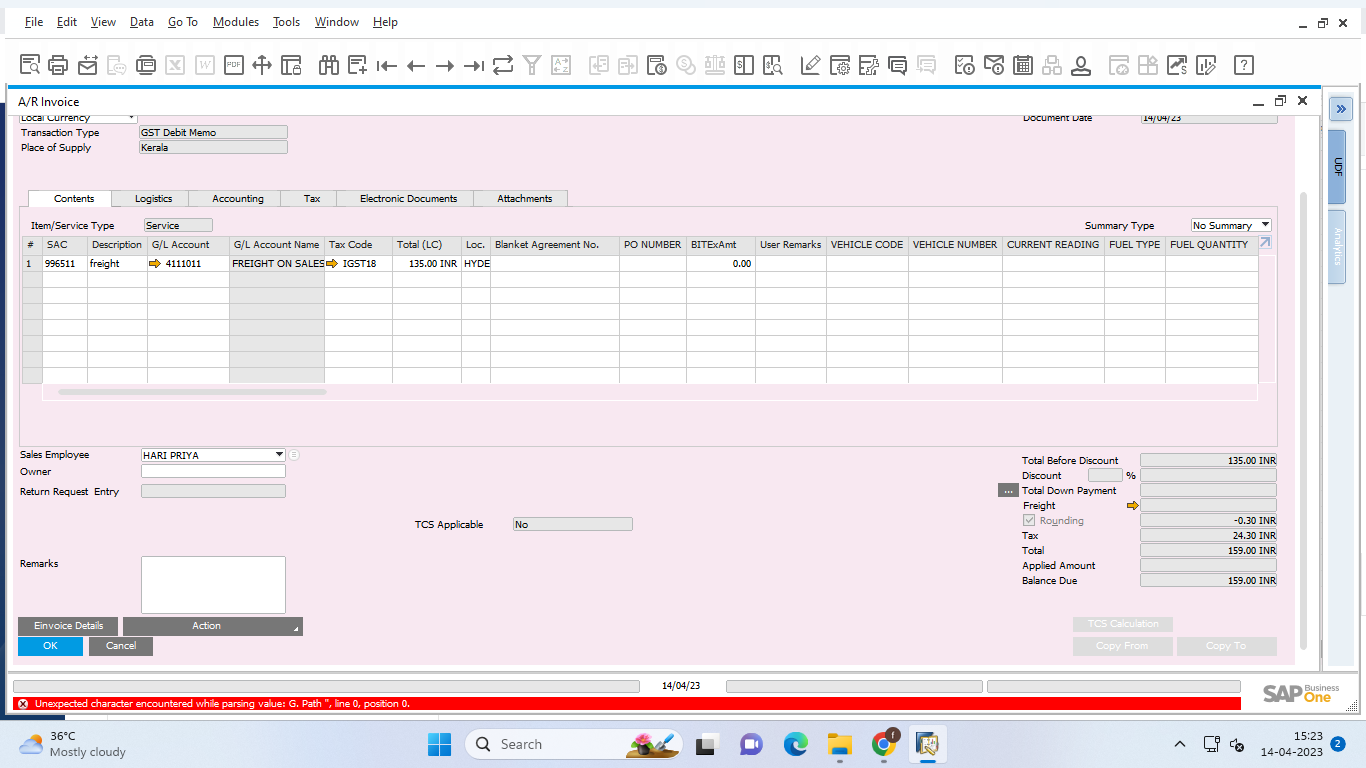 File Edit View Data Go To Modules Tools Window Help
A/R Invoice
Local Currency
Document Date 14/04/23
Transaction Type GST Debit Memo
Place of Supply Kerala
Contents Logistics Accounting Tax Electronic Documents Attachments
Item/Service Type Service
Summary Type No Summary
# SAC Description G/L Account G/L Account Name Tax Code Total (LC) Loc. Blanket Agreement No. PO NUMBER BITExAmt User Remarks VEHICLE CODE VEHICLE NUMBER CURRENT READING FUEL TYPE FUEL QUANTITY
1 996511 freight 4111011 FREIGHT ON SALES IGST18 135.00 INR HYDE 0.00
Sales Employee HARI PRIYA
Owner
Return Request Entry
TCS Applicable No
Remarks
Total Before Discount 135.00 INR
Discount %
... Total Down Payment
Freight
Rounding -0.30 INR
Tax 24.30 INR
Total 159.00 INR
Applied Amount
Balance Due 159.00 INR
Einvoice Details Action
TCS Calculation
OK Cancel
Copy From Copy To
UDF
Analytics
14/04/23
SAP Business One
Unexpected character encountered while parsing value: G. Path '', line 0, position 0.
36°C
Mostly cloudy
Search
15:23
14-04-2023 2